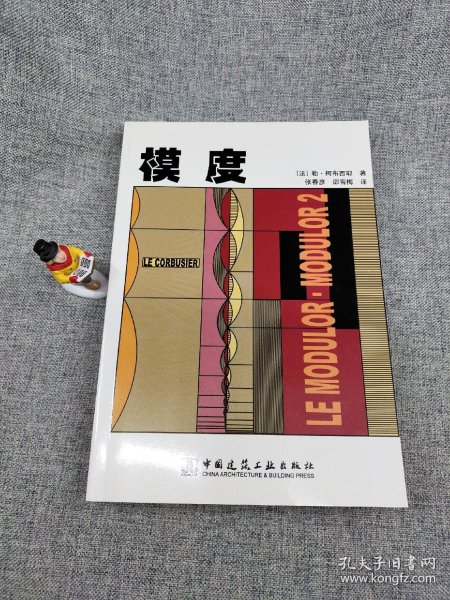 模度
［法］勒·柯布西耶 著
张春彦 邵雪梅 译
LE CORBUSIER
LE MODULOR · MODULOR 2
中国建筑工业出版社
CHINA ARCHITECTURE & BUILDING PRESS
孔夫子旧书网
www.kongfz.com